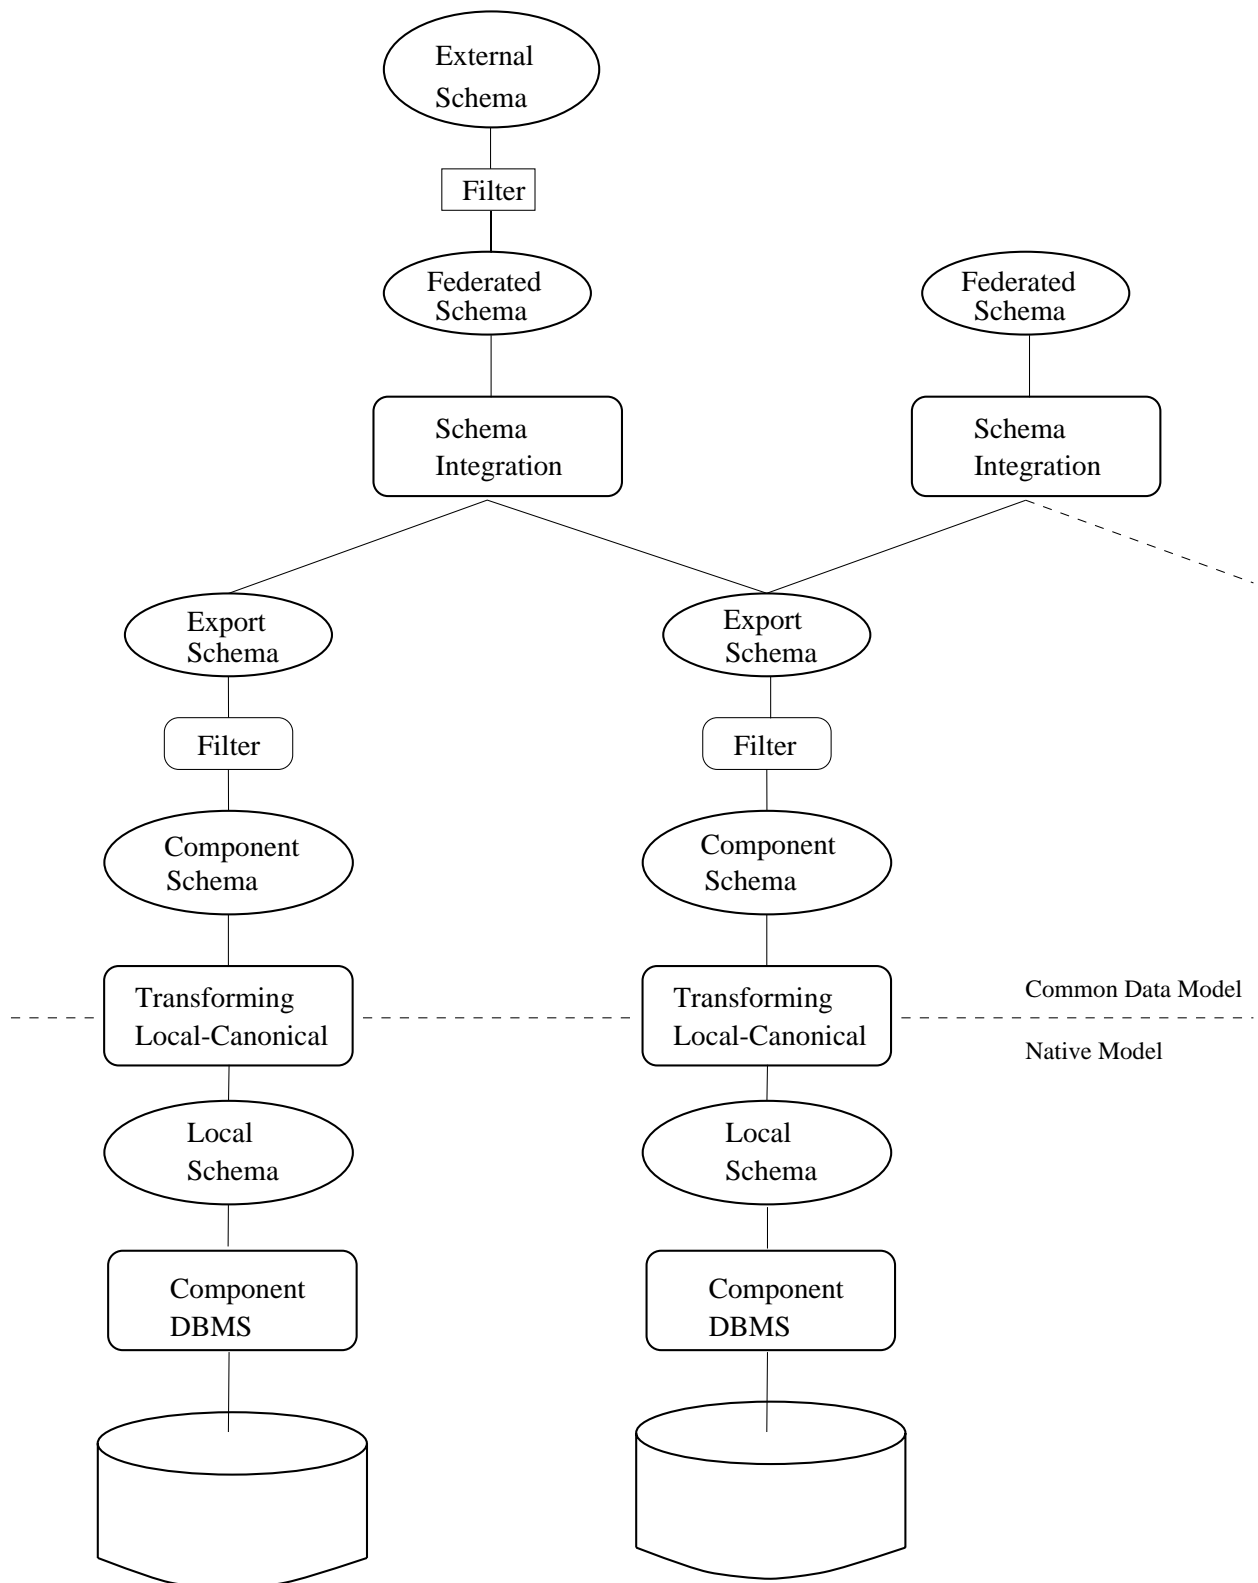 External
Schema
Filter
Federated
Schema
Federated
Schema
Schema
Integration
Schema
Integration
Export
Schema
Export
Schema
Filter
Filter
Component
Schema
Component
Schema
Transforming
Local-Canonical
Transforming
Local-Canonical
Common Data Model
Native Model
Local
Schema
Local
Schema
Component
DBMS
Component
DBMS